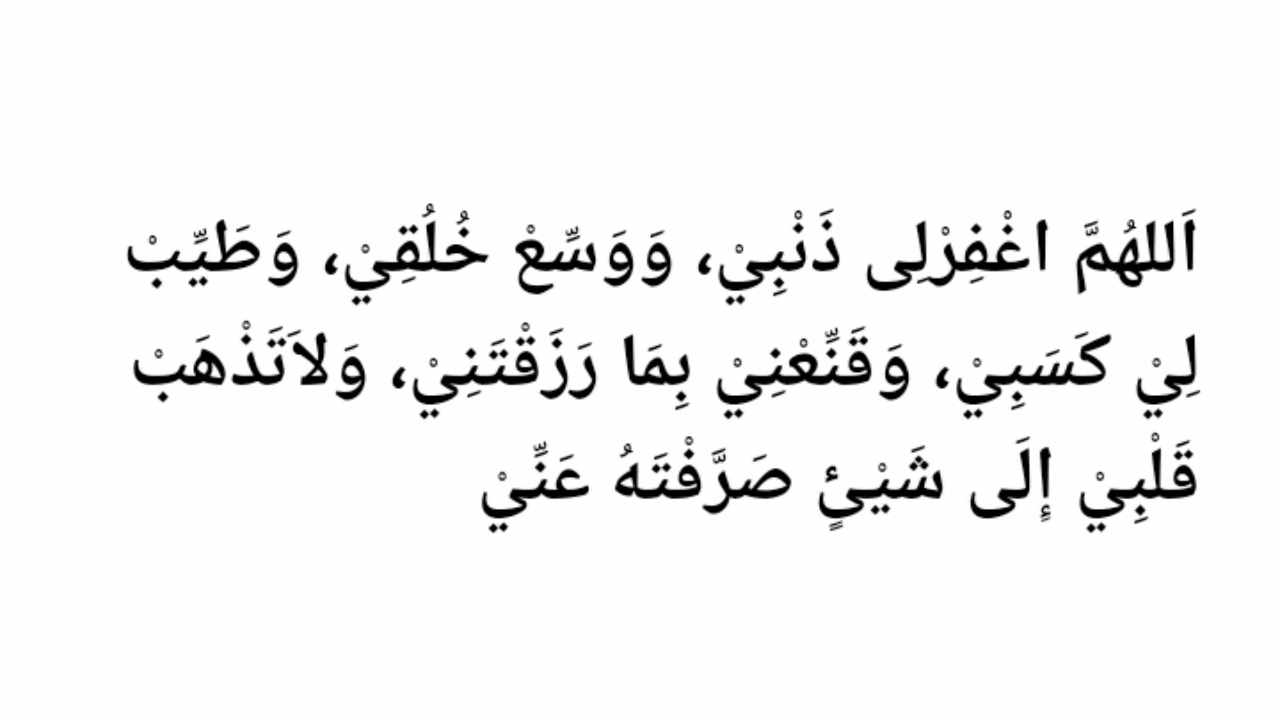 اَللهُمَّ اغْفِرْلِى ذَنْبِيْ، وَوَسِّعْ خُلُقِيْ، وَطَيِّبْ
لِيْ كَسَبِيْ، وَقَنِّعْنِيْ بِمَا رَزَقْتَنِيْ، وَلاَتَذْهَبْ
قَلْبِيْ إِلَى شَيْئٍ صَرَّفْتَهُ عَنِّيْ